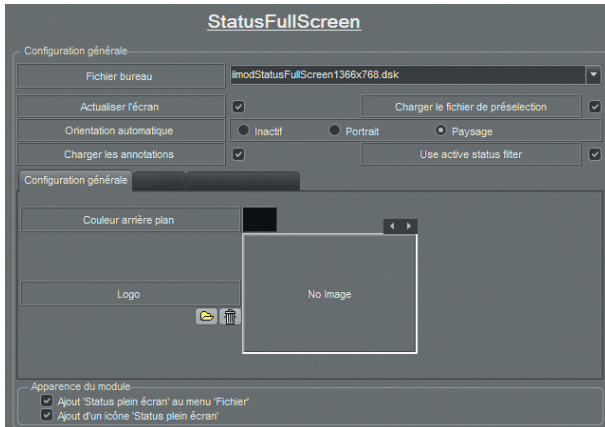 StatusFullScreen
Configuration générale
Fichier bureau
ilmodStatusFullScreen1366x768.dsk
Actualiser l'écran
Charger le fichier de préselection
Orientation automatique
Inactif
Portrait
Paysage
Charger les annotations
Use active status filter
Configuration générale
Couleur arrière plan
Logo
No Image
Apparence du module
Ajout 'Status plein écran' au menu 'Fichier'
Ajout d'un icône 'Status plein écran'